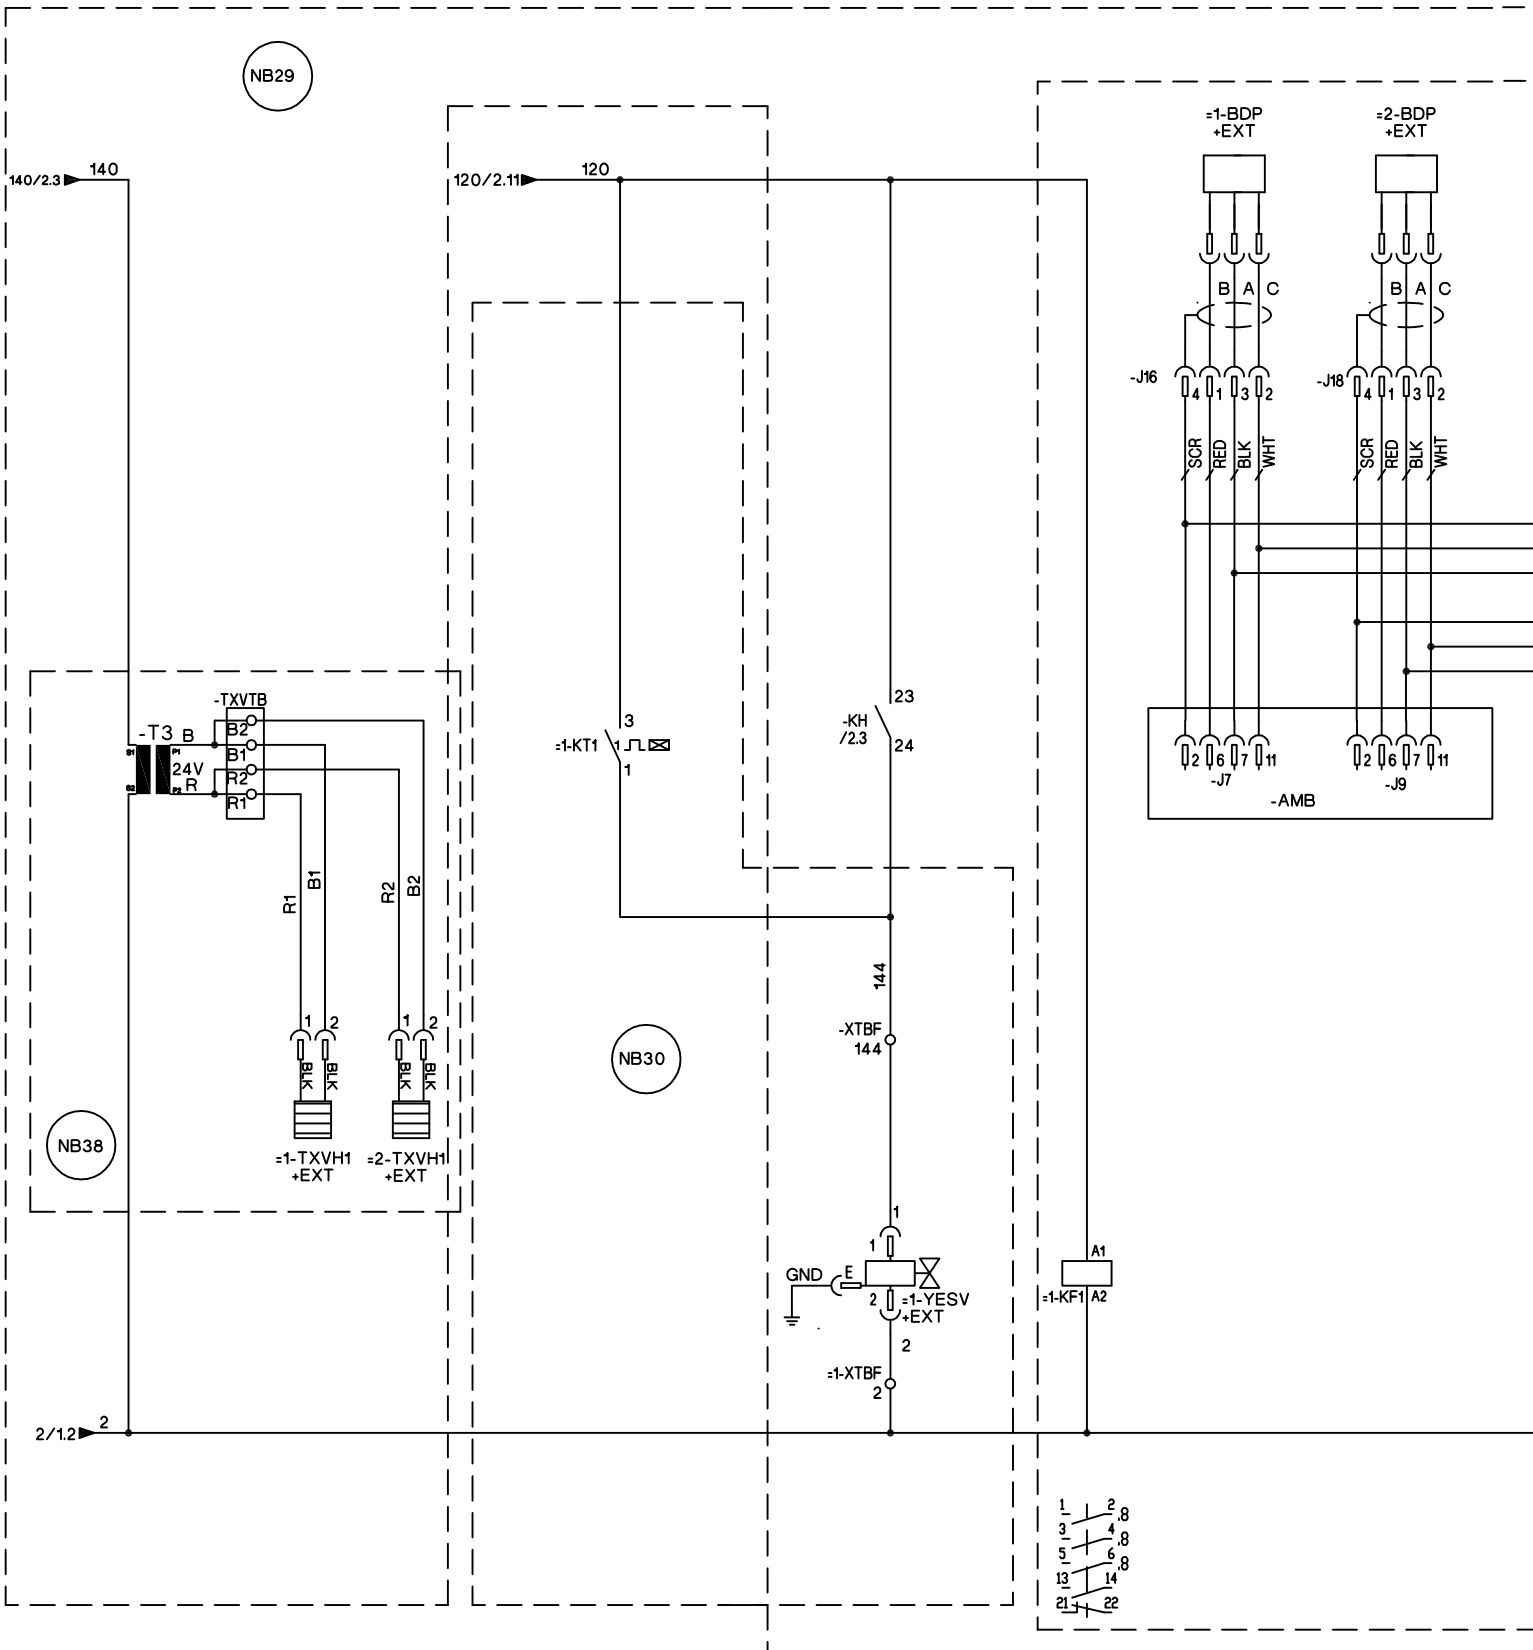 NB29
=1-BDP
+EXT
=2-BDP
+EXT
140/2.3
140
120/2.11
120
B A C
B A C
-J16
4 1 3 2
-J18
4 1 3 2
SCR
RED
BLK
WHT
SCR
RED
BLK
WHT
-TXVTB
-T3
B
S1
P1
24V
S2
P2
R
B2
B1
R2
R1
=1-KT1
3
1
1
-KH
/2.3
23
24
2 6 7 11
-J7
2 6 7 11
-J9
-AMB
R1
B1
R2
B2
144
-XTBF
144
NB30
1 2
1 2
BLK
BLK
BLK
BLK
NB38
=1-TXVH1
+EXT
=2-TXVH1
+EXT
1
1
GND
E
2
=1-YESV
+EXT
2
=1-XTBF
2
A1
=1-KF1
A2
2/1.2
2
1 2 .8
3 4 .8
5 6 .8
13 14
21 22